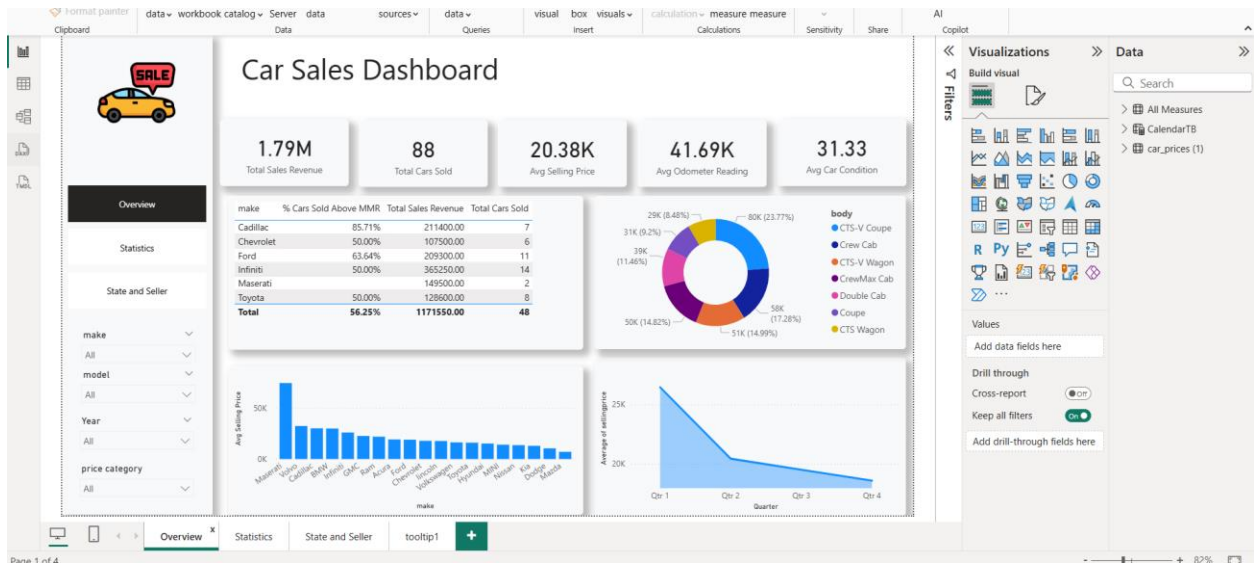 Format painter
data workbook catalog Server data sources data visual box visuals calculation measure measure AI
Clipboard Data Queries Insert Calculations Sensitivity Share Copilot
SALE
Car Sales Dashboard
1.79M
Total Sales Revenue
88
Total Cars Sold
20.38K
Avg Selling Price
41.69K
Avg Odometer Reading
31.33
Avg Car Condition
Overview
Statistics
State and Seller
make
All
model
All
Year
All
price category
All
make % Cars Sold Above MMR Total Sales Revenue Total Cars Sold
Cadillac 85.71% 211400.00 7
Chevrolet 50.00% 107500.00 6
Ford 63.64% 209300.00 11
Infiniti 50.00% 365250.00 14
Maserati 149500.00 2
Toyota 50.00% 128600.00 8
Total 56.25% 1171550.00 48
29K (8.48%)
80K (23.77%)
31K (9.2%)
39K
(11.46%)
58K
(17.28%)
50K (14.82%)
51K (14.99%)
body
CTS-V Coupe
Crew Cab
CTS-V Wagon
CrewMax Cab
Double Cab
Coupe
CTS Wagon
Avg Selling Price
50K
0K
Maserati Volvo Cadillac BMW Infiniti GMC Ram Acura Ford Chevrolet lincoln Volkswagen Toyota Hyundai MINI Nissan Kia Dodge Mazda
make
Average of sellingprice
25K
20K
Qtr 1 Qtr 2 Qtr 3 Qtr 4
Quarter
Filters
Visualizations
Build visual
R Py
123
Values
Add data fields here
Drill through
Cross-report Off
Keep all filters On
Add drill-through fields here
Data
Search
All Measures
CalendarTB
car_prices (1)
TMDL
Overview x Statistics State and Seller tooltip1 +
Page 1 of 4
- + 82%